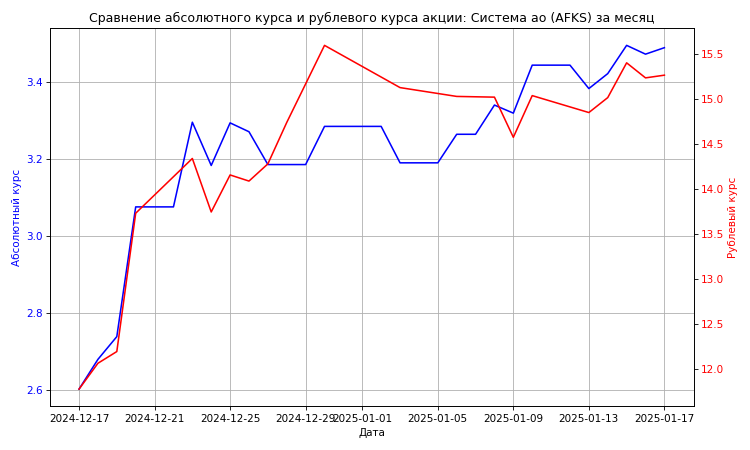 Сравнение абсолютного курса и рублевого курса акции: Система ао (AFKS) за месяц
Абсолютный курс
3.4
3.2
3.0
2.8
2.6
15.5
15.0
14.5
14.0
13.5
13.0
12.5
12.0
Рублевый курс
2024-12-17 2024-12-21 2024-12-25 2024-12-29 2025-01-01 2025-01-05 2025-01-09 2025-01-13 2025-01-17
Дата